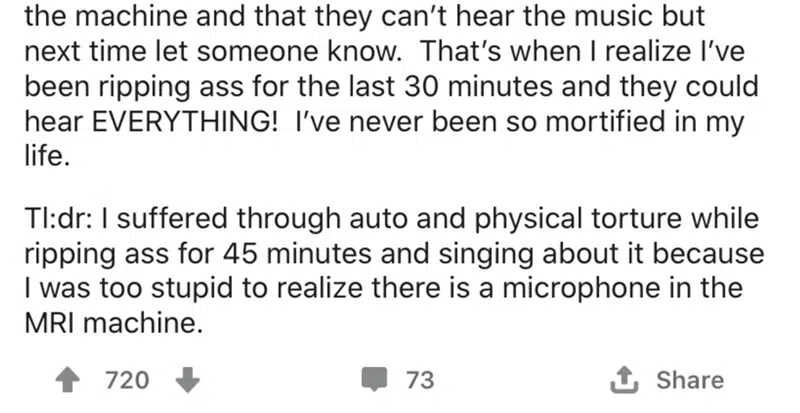 the machine and that they can’t hear the music but
next time let someone know.  That’s when I realize I’ve
been ripping ass for the last 30 minutes and they could
hear EVERYTHING!  I’ve never been so mortified in my
life.
Tl:dr: I suffered through auto and physical torture while
ripping ass for 45 minutes and singing about it because
I was too stupid to realize there is a microphone in the
MRI machine.
720 73 Share